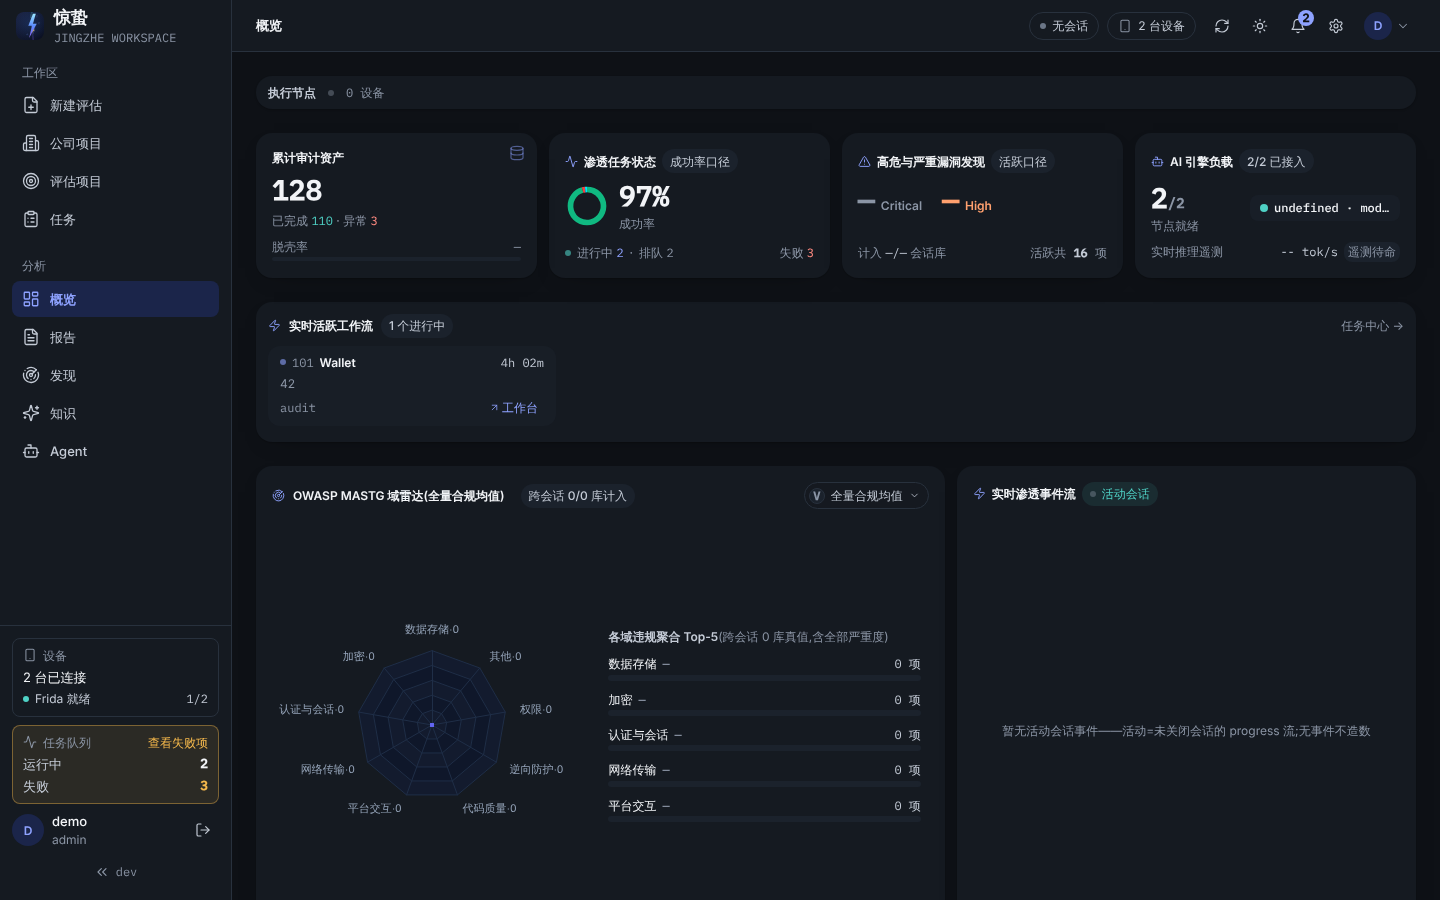 惊蛰
JINGZHE WORKSPACE
工作区
新建评估
公司项目
评估项目
任务
分析
概览
报告
发现
知识
Agent
设备
2 台已连接
Frida 就绪 1/2
任务队列 查看失败项
运行中 2
失败 3
D demo
admin
dev
概览
无会话
2 台设备
2
D
执行节点 0 设备
累计审计资产
128
已完成 110 · 异常 3
脱壳率 —
渗透任务状态 成功率口径
97%
成功率
进行中 2 · 排队 2 失败 3
高危与严重漏洞发现 活跃口径
Critical High
计入 —/— 会话库 活跃共 16 项
AI 引擎负载 2/2 已接入
2/2
节点就绪
undefined · mod…
实时推理遥测 -- tok/s 遥测待命
实时活跃工作流 1 个进行中 任务中心 →
101 Wallet 4h 02m
42
audit 工作台
OWASP MASTG 域雷达(全量合规均值) 跨会话 0/0 库计入 V 全量合规均值
数据存储·0
其他·0
权限·0
逆向防护·0
代码质量·0
平台交互·0
网络传输·0
认证与会话·0
加密·0
各域违规聚合 Top-5(跨会话 0 库真值,含全部严重度)
数据存储 — 0 项
加密 — 0 项
认证与会话 — 0 项
网络传输 — 0 项
平台交互 — 0 项
实时渗透事件流 活动会话
暂无活动会话事件——活动=未关闭会话的 progress 流;无事件不造数